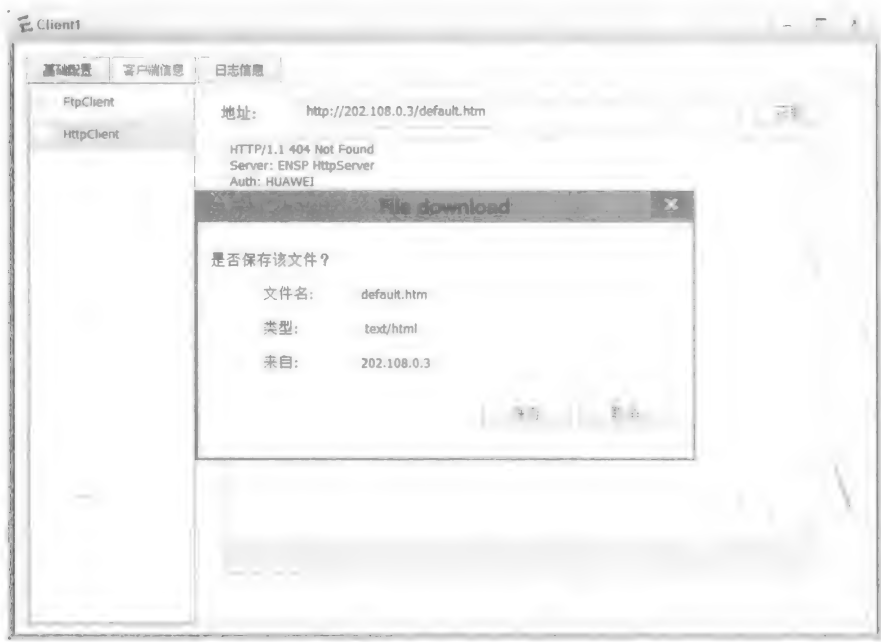 Client1
基础配置 客户端信息 日志信息
FtpClient
HttpClient
地址: http://202.108.0.3/default.htm
HTTP/1.1 404 Not Found
Server: ENSP HttpServer
Auth: HUAWEI
File download
是否保存该文件？
文件名: default.htm
类型: text/html
来自: 202.108.0.3